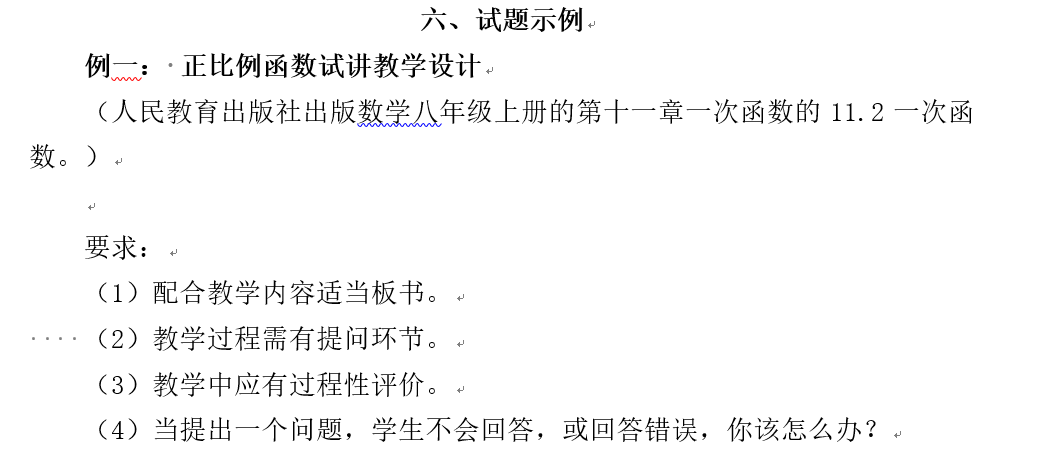 六、试题示例
例一：正比例函数试讲教学设计
（人民教育出版社出版数学八年级上册的第十一章一次函数的 11.2 一次函
数。）
要求：
（1）配合教学内容适当板书。
（2）教学过程需有提问环节。
（3）教学中应有过程性评价。
（4）当提出一个问题，学生不会回答，或回答错误，你该怎么办？